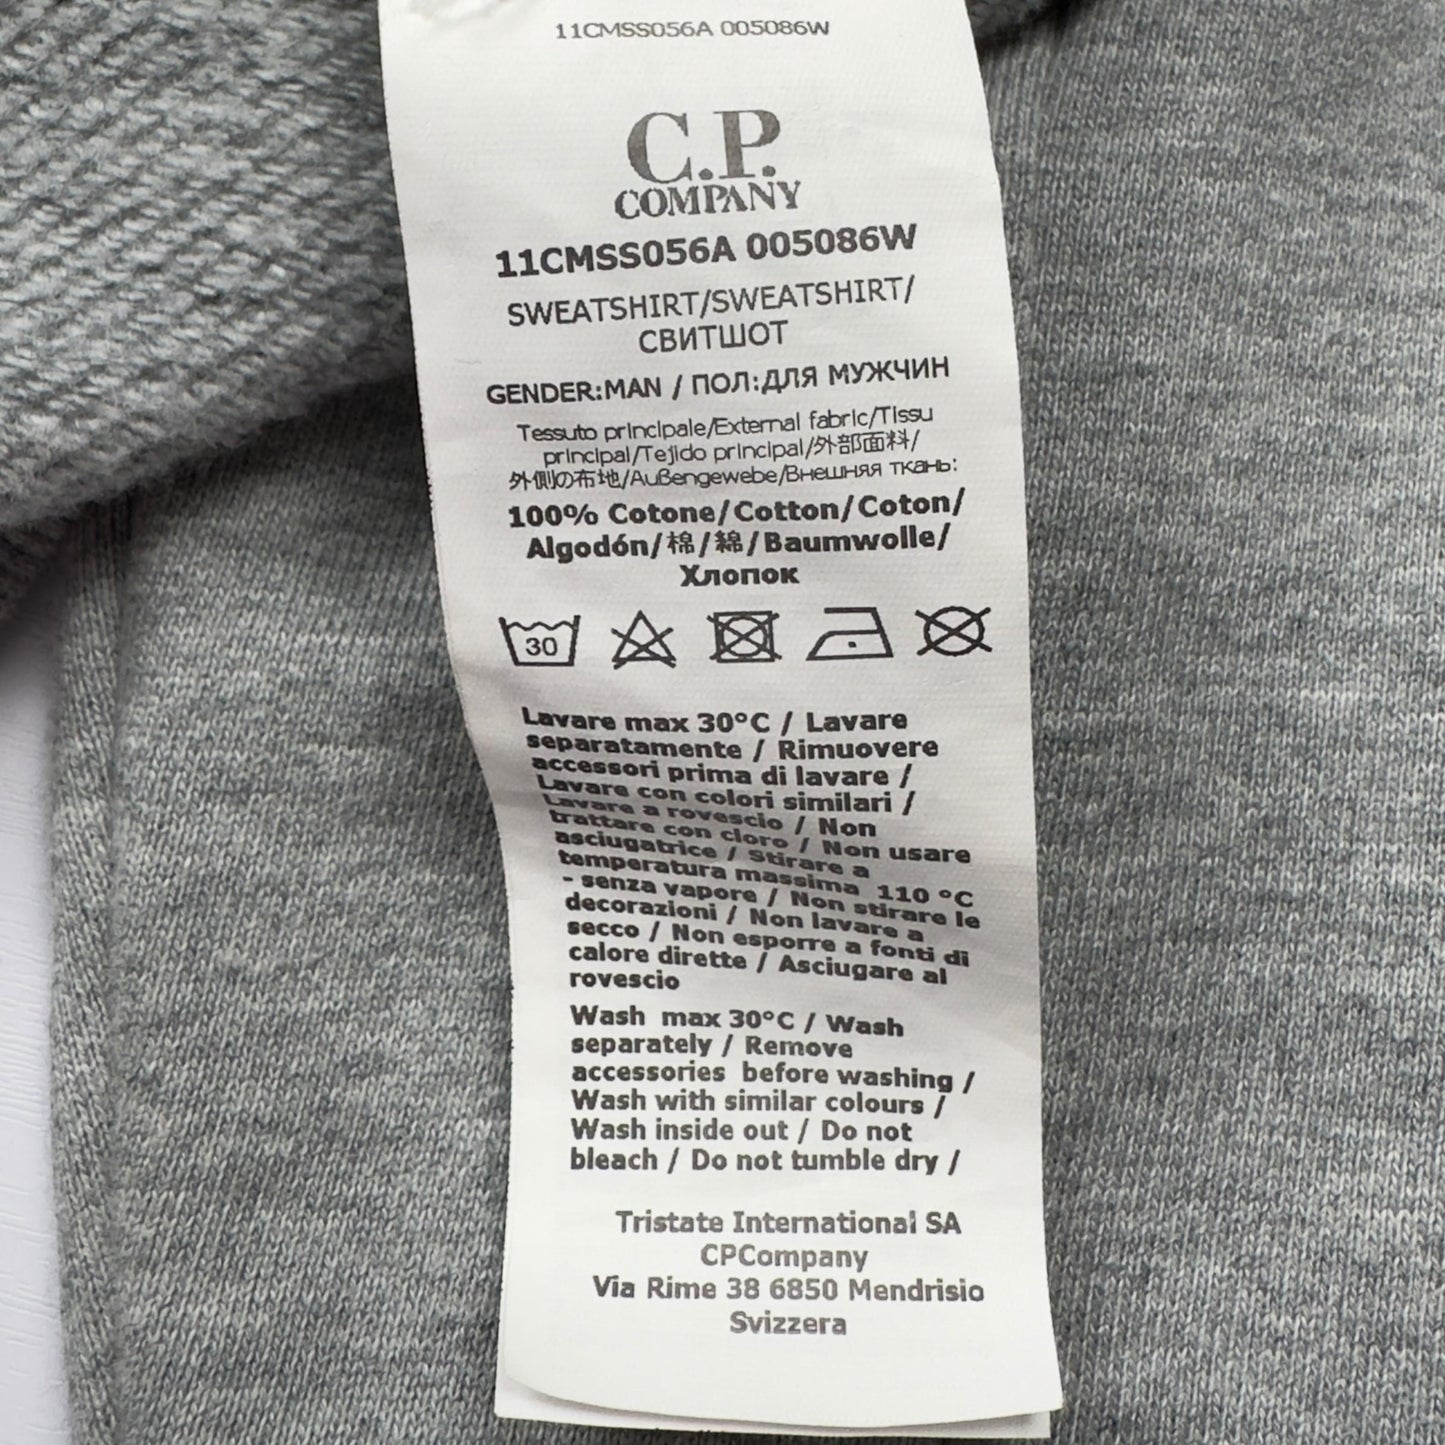 11CMSS056A 005086W
C.P.
COMPANY
11CMSS056A 005086W
SWEATSHIRT/SWEATSHIRT/
СВИТШОТ
GENDER:MAN / ПОЛ:ДЛЯ МУЖЧИН
Tessuto principale/External fabric/Tissu
principal/Tejido principal/外部面料/
外側の布地/Außengewebe/Внешняя ткань:
100% Cotone/Cotton/Coton/
Algodón/棉/綿/Baumwolle/
Хлопок
30
Lavare max 30°C / Lavare
separatamente / Rimuovere
accessori prima di lavare /
Lavare con colori similari /
Lavare a rovescio / Non
trattare con cloro / Non usare
asciugatrice / Stirare a
temperatura massima 110 °C
- senza vapore / Non stirare le
decorazioni / Non lavare a
secco / Non esporre a fonti di
calore dirette / Asciugare al
rovescio
Wash max 30°C / Wash
separately / Remove
accessories before washing /
Wash with similar colours /
Wash inside out / Do not
bleach / Do not tumble dry /
Tristate International SA
CPCompany
Via Rime 38 6850 Mendrisio
Svizzera